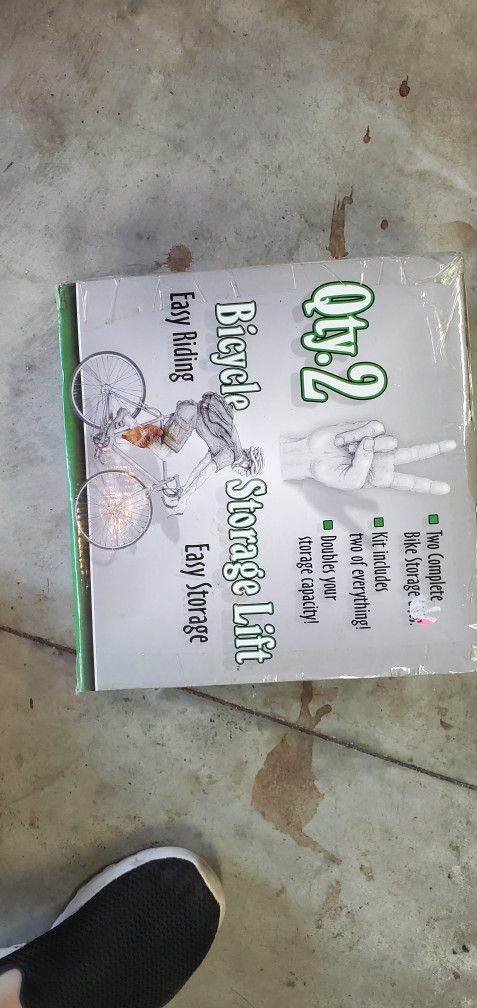 Qty. 2
Two Complete
Bike Storage
Kit includes
two of everything!
Doubles your
storage capacity!
Bicycle Storage Lift
Easy Riding
Easy Storage